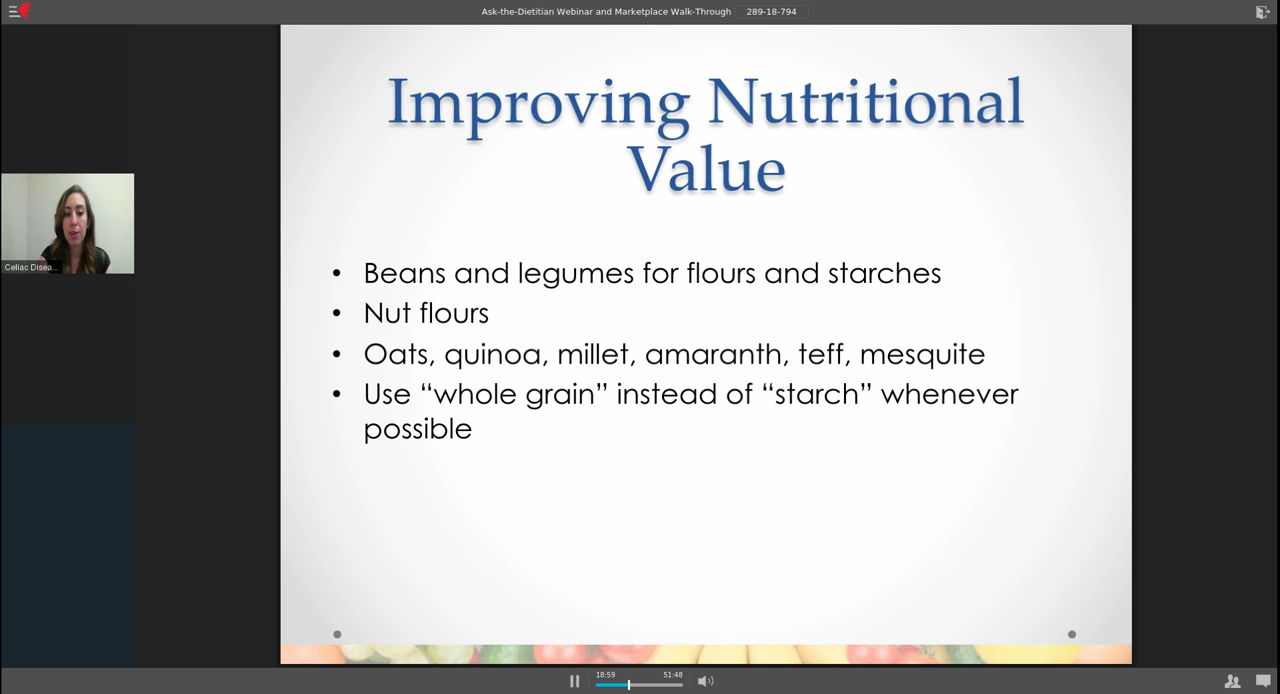 Ask-the-Dietitian Webinar and Marketplace Walk-Through 289-18-794
Improving Nutritional
Value
Celiac Disea...
• Beans and legumes for flours and starches
• Nut flours
• Oats, quinoa, millet, amaranth, teff, mesquite
• Use “whole grain” instead of “starch” whenever
possible
18:59 51:48